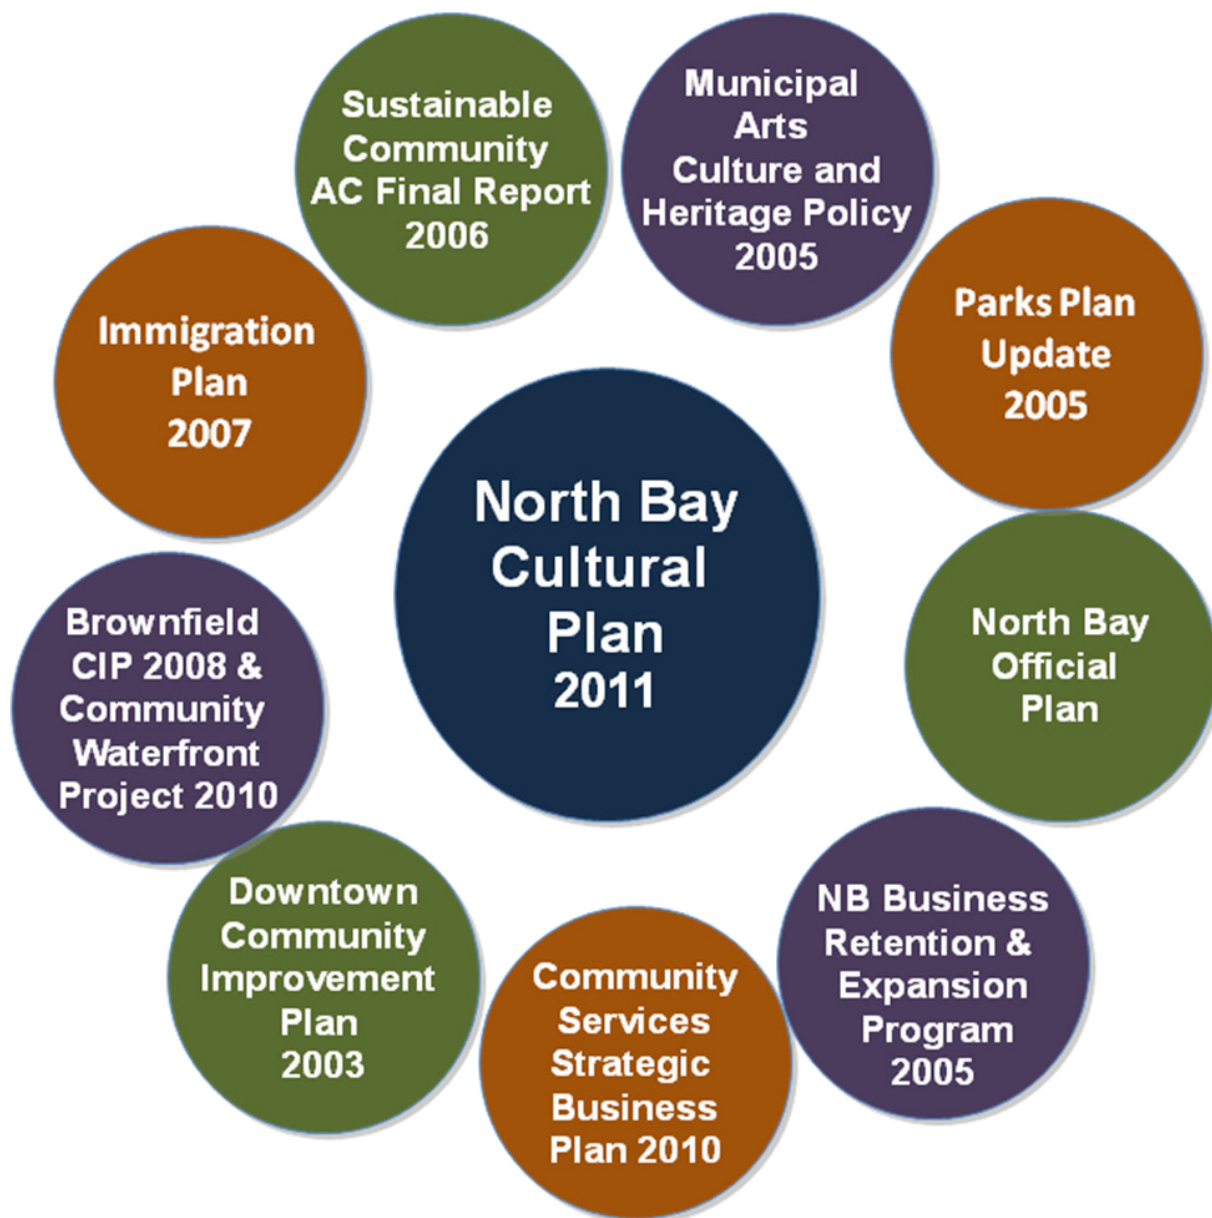 Sustainable
Community
AC Final Report
2006
Municipal
Arts
Culture and
Heritage Policy
2005
Immigration
Plan
2007
Parks Plan
Update
2005
North Bay
Cultural
Plan
2011
Brownfield
CIP 2008 &
Community
Waterfront
Project 2010
North Bay
Official
Plan
Downtown
Community
Improvement
Plan
2003
Community
Services
Strategic
Business
Plan 2010
NB Business
Retention &
Expansion
Program
2005